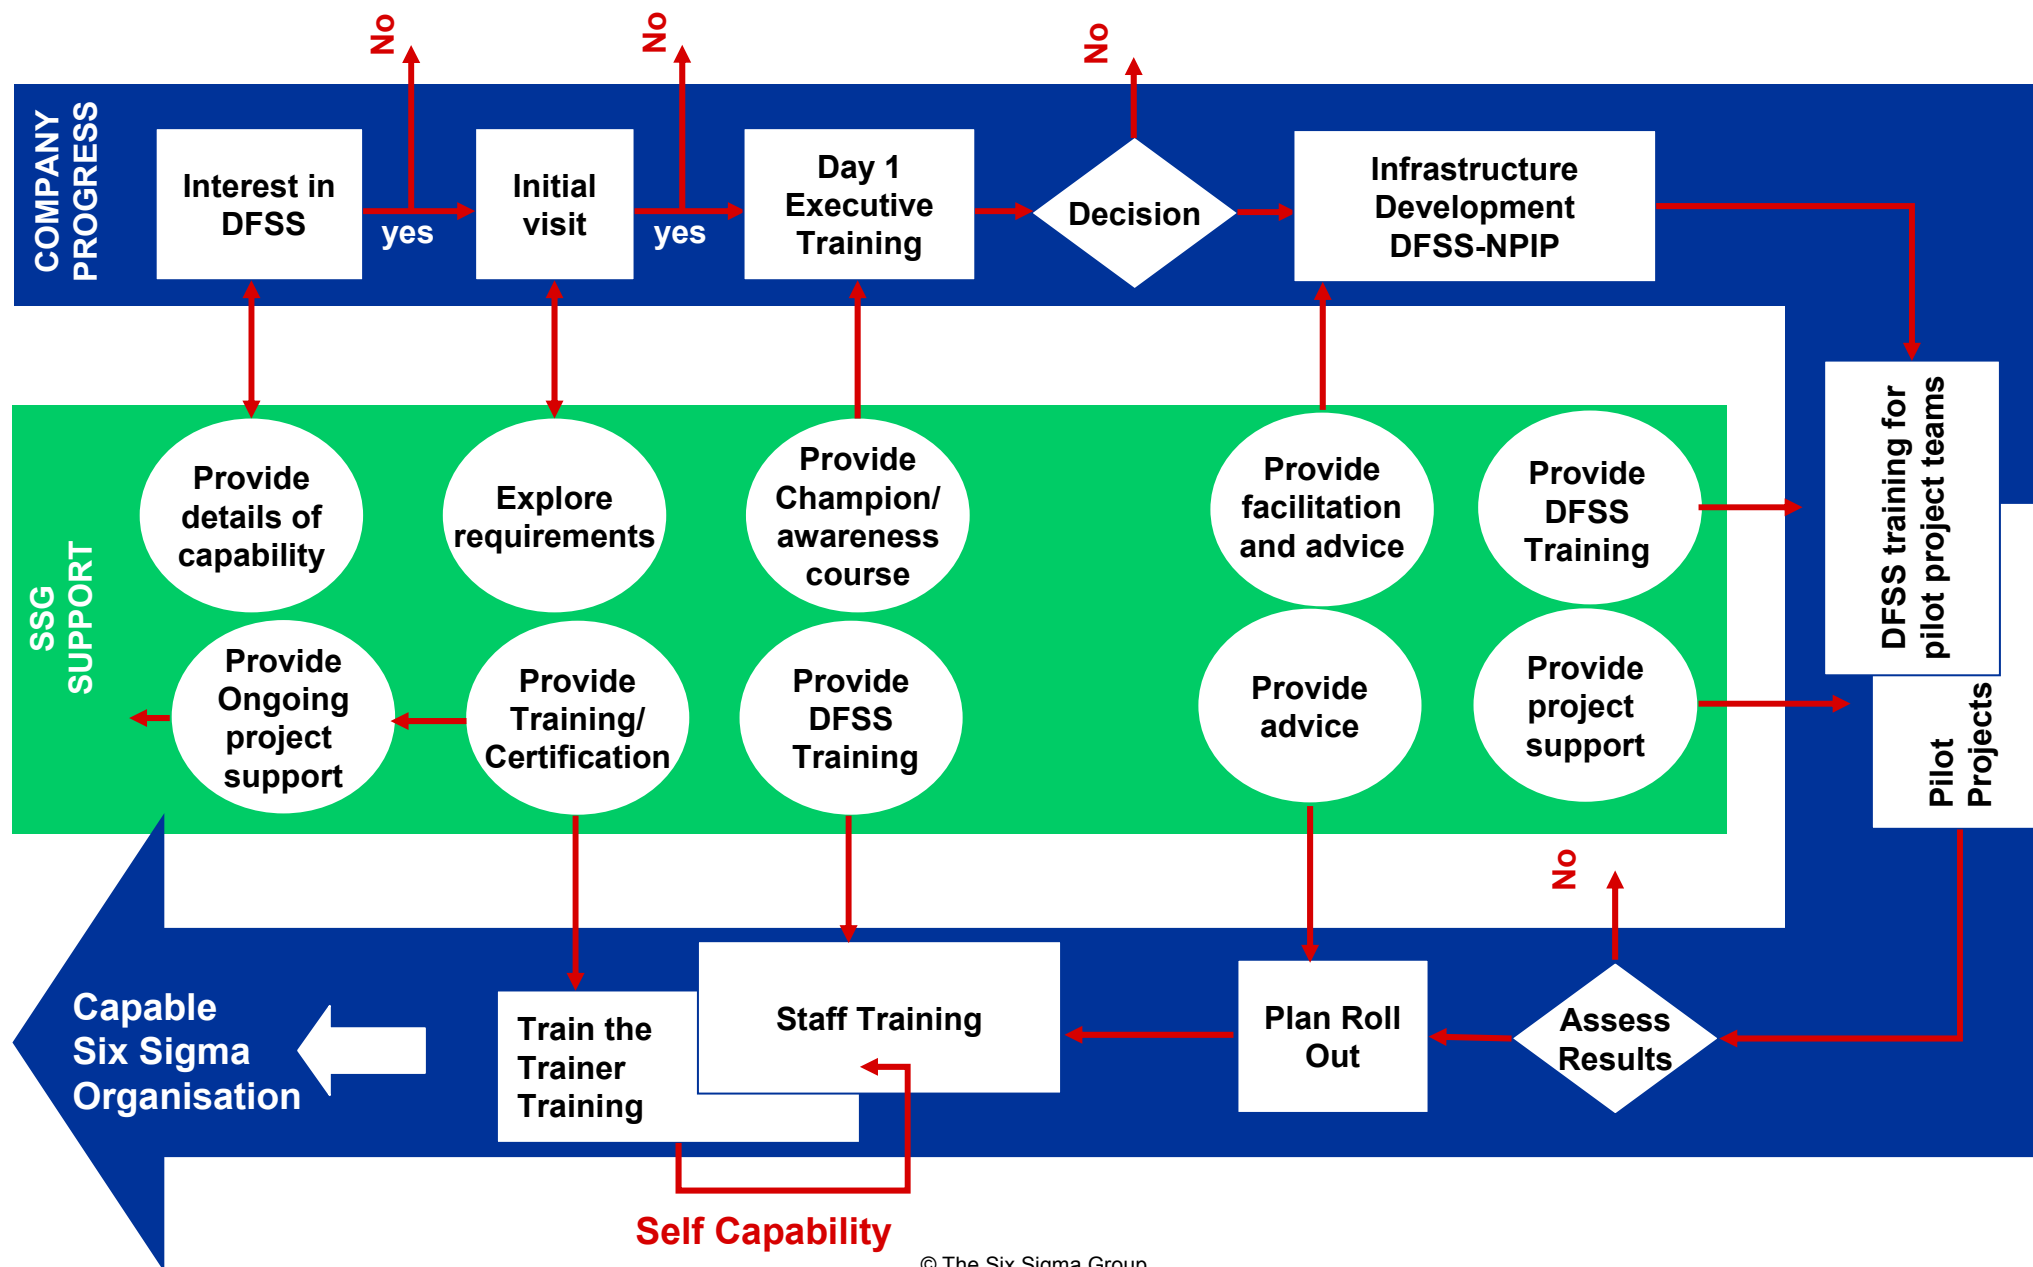 No
No
No
COMPANY
PROGRESS
Interest in
DFSS
yes
Initial
visit
yes
Day 1
Executive
Training
Decision
Infrastructure
Development
DFSS-NPIP
SSG
SUPPORT
Provide
details of
capability
Explore
requirements
Provide
Champion/
awareness
course
Provide
facilitation
and advice
Provide
DFSS
Training
DFSS training for
pilot project teams
Provide
Ongoing
project
support
Provide
Training/
Certification
Provide
DFSS
Training
Provide
advice
Provide
project
support
Pilot
Projects
No
Capable
Six Sigma
Organisation
Train the
Trainer
Training
Staff Training
Plan Roll
Out
Assess
Results
Self Capability
© The Six Sigma Group